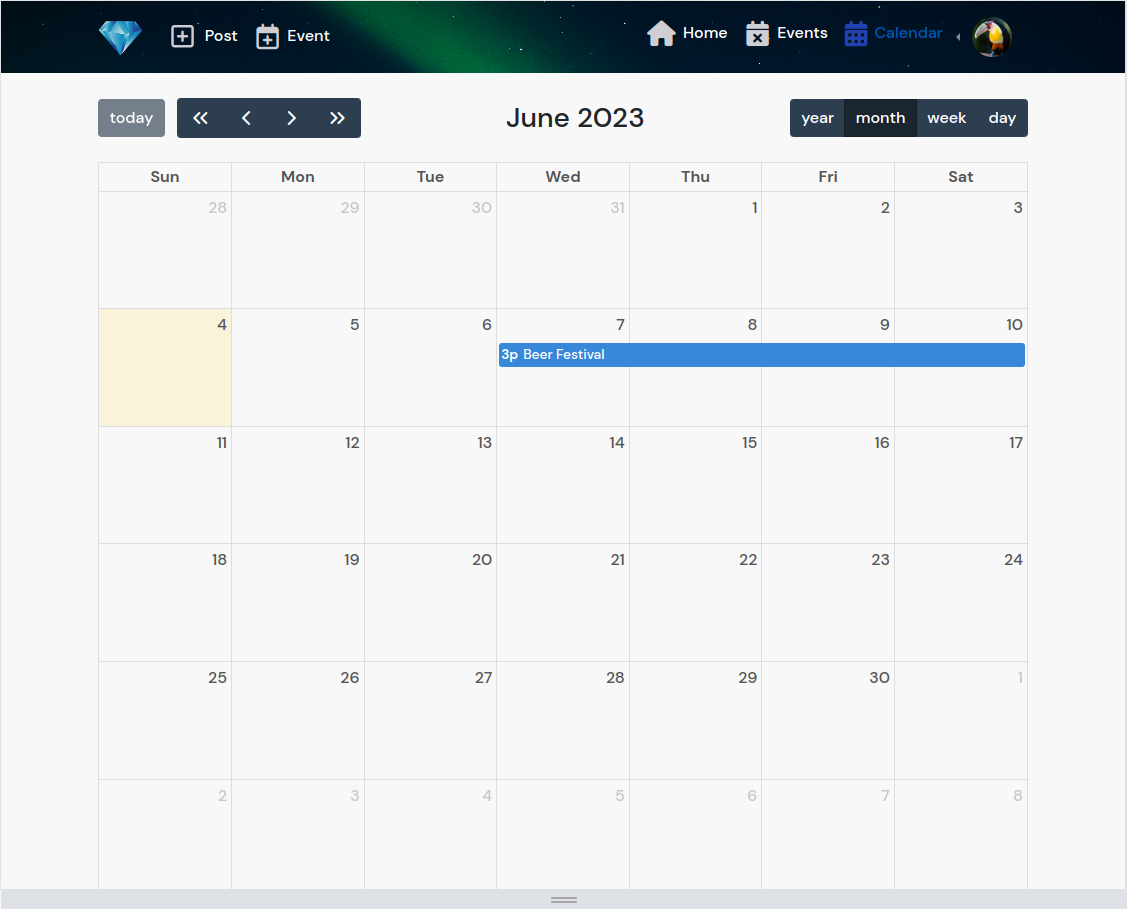 Post Event Home Events Calendar
today June 2023 year month week day
Sun Mon Tue Wed Thu Fri Sat
28 29 30 31 1 2 3
4 5 6 7 8 9 10
3p Beer Festival
11 12 13 14 15 16 17
18 19 20 21 22 23 24
25 26 27 28 29 30 1
2 3 4 5 6 7 8